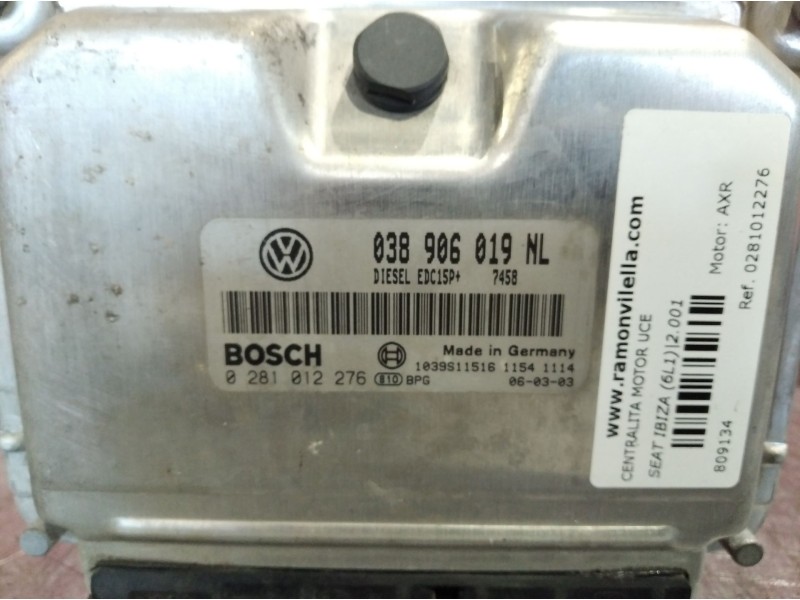 VW
038 906 019 NL
DIESEL EDC15P+ 7458
BOSCH
Made in Germany
1039S11516 1154 1114
0 281 012 276 810 BPG 06-03-03
www.ramonvilella.com
CENTRALITA MOTOR UCE
SEAT IBIZA (6L1)|2.001
Motor: AXR
809134
Ref. 0281012276